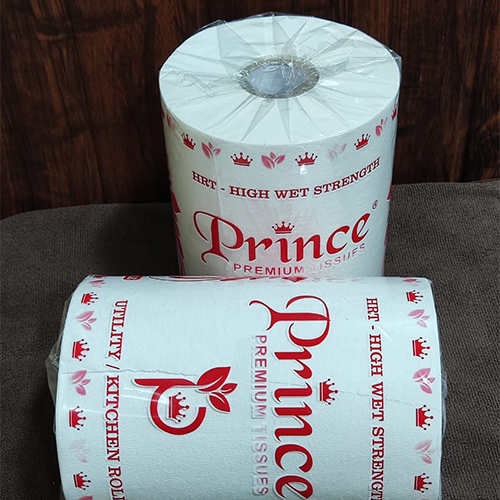 HRT - HIGH WET STRENGTH
Prince®
PREMIUM TISSUES
HRT - HIGH WET STRENGTH
Prince
PREMIUM TISSUES
UTILITY / KITCHEN ROLL